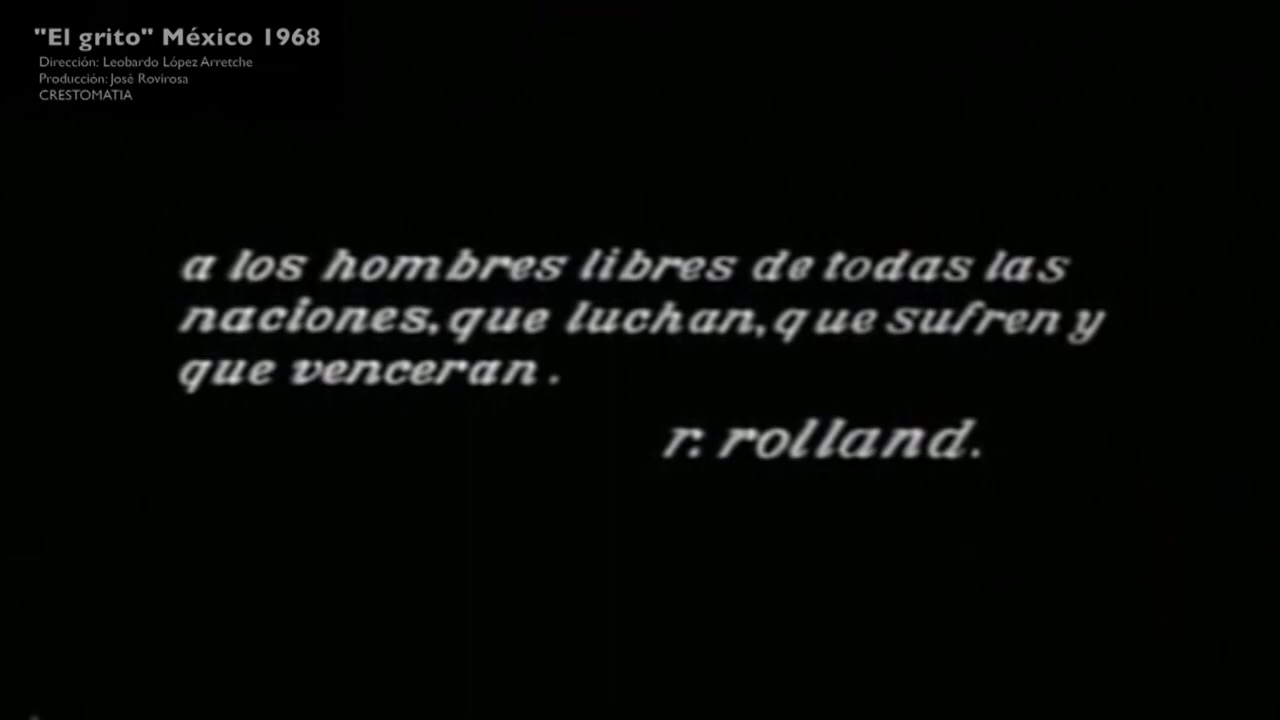 "El grito" México 1968
Dirección: Leobardo López Arretche
Producción: José Rovirosa
CRESTOMATIA
a los hombres libres de todas las
naciones, que luchan, que sufren y
que venceran.
r. rolland.